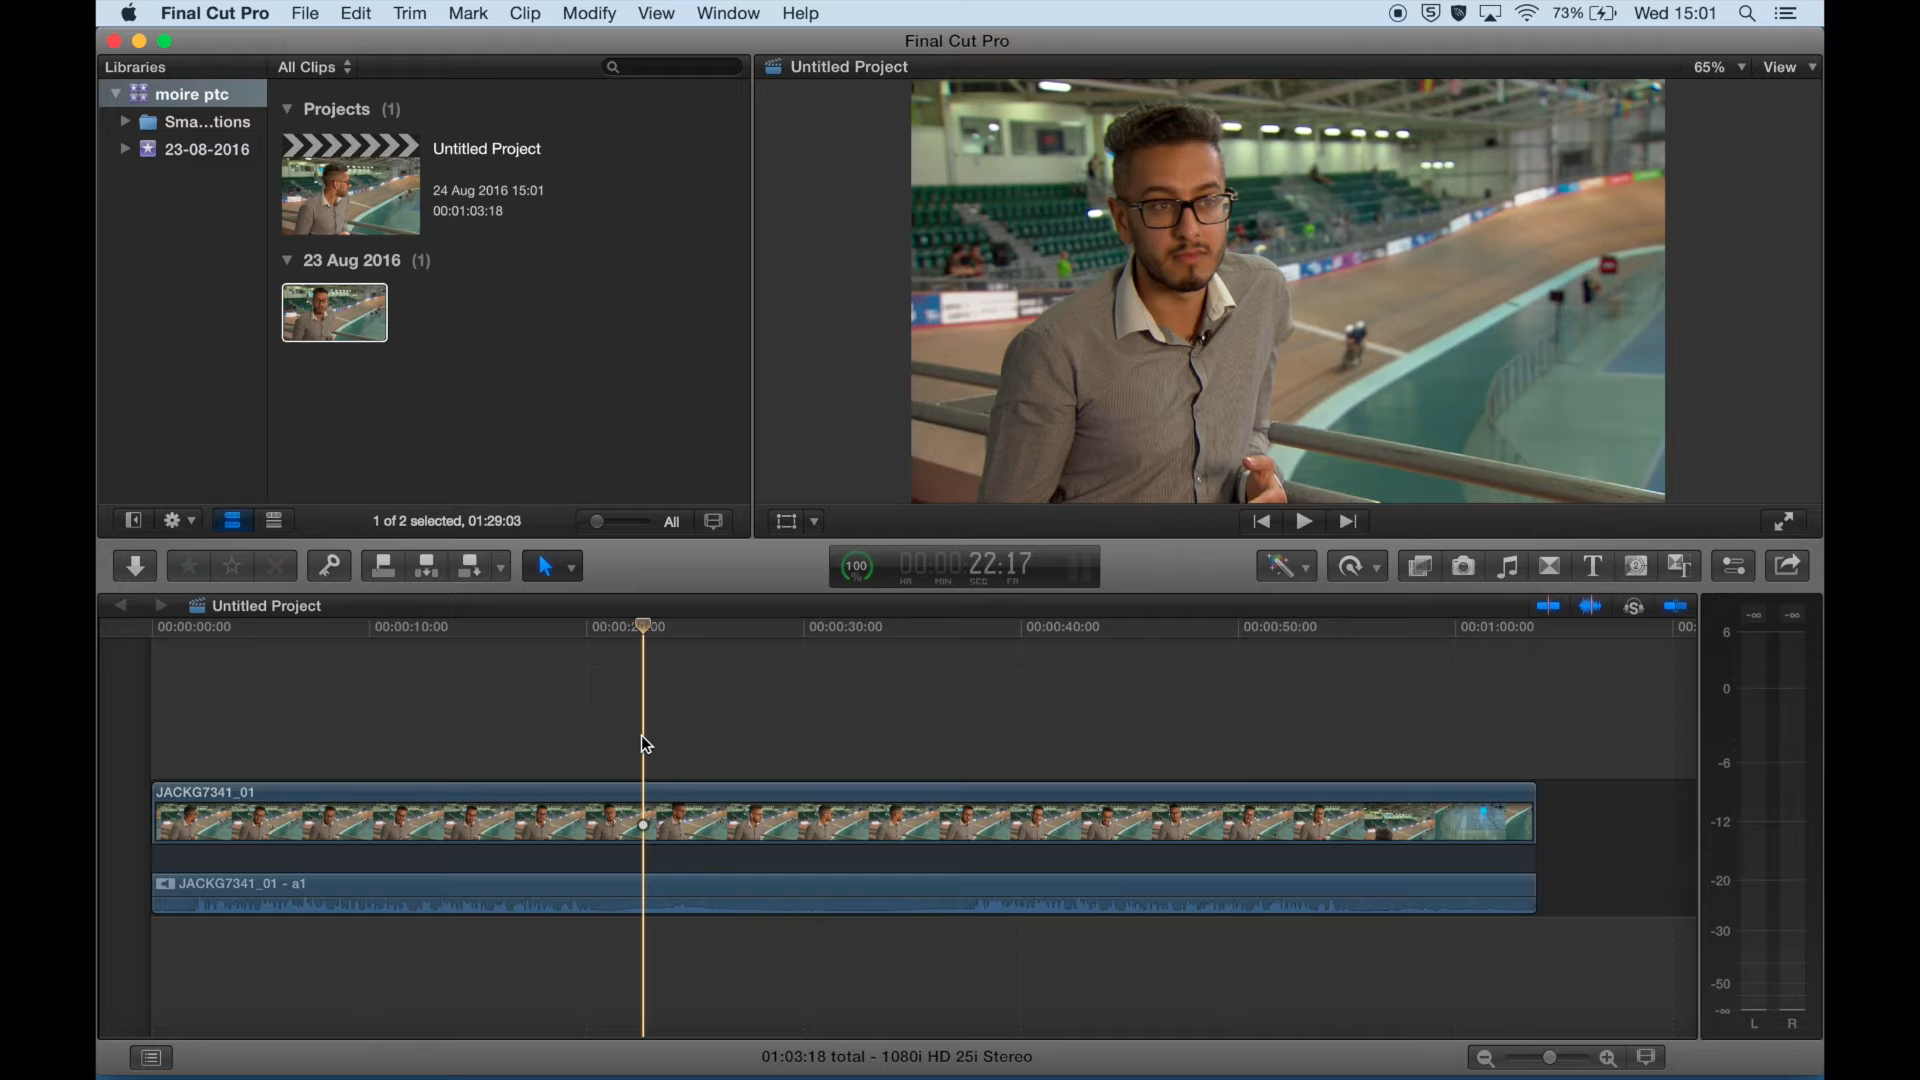 Final Cut Pro File Edit Trim Mark Clip Modify View Window Help 73% Wed 15:01
Final Cut Pro
Libraries All Clips Untitled Project 65% View
moire ptc
Sma...tions
23-08-2016
Projects (1)
Untitled Project
24 Aug 2016 15:01
00:01:03:18
23 Aug 2016 (1)
1 of 2 selected, 01:29:03 All
100 % 00:00:22:17
HR MIN SEC FR
Untitled Project
00:00:00:00 00:00:10:00 00:00:30:00 00:00:40:00 00:00:50:00 00:01:00:00
JACKG7341_01
JACKG7341_01 - a1
-∞ -∞
6
0
-6
-12
-20
-30
-50
-∞
L R
01:03:18 total - 1080i HD 25i Stereo